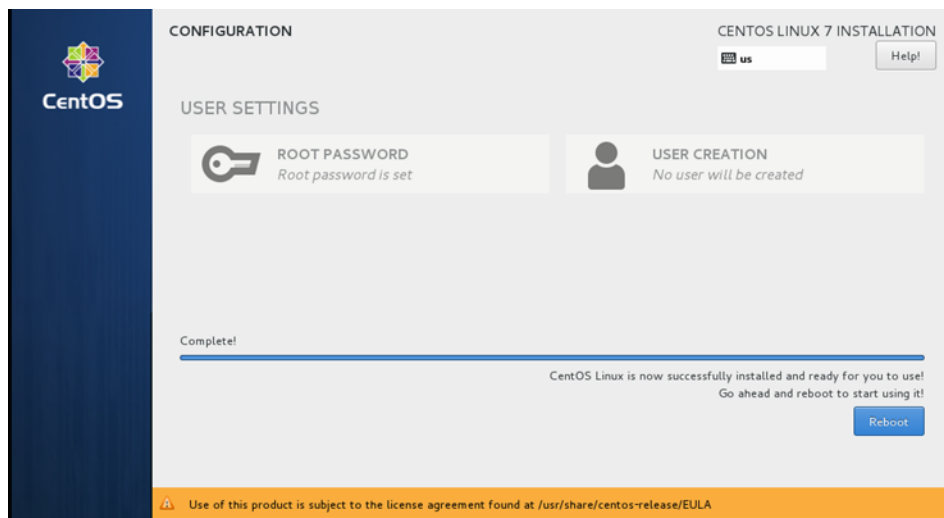 CONFIGURATION
CENTOS LINUX 7 INSTALLATION
us
Help!
CentOS
USER SETTINGS
ROOT PASSWORD
Root password is set
USER CREATION
No user will be created
Complete!
CentOS Linux is now successfully installed and ready for you to use!
Go ahead and reboot to start using it!
Reboot
Use of this product is subject to the license agreement found at /usr/share/centos-release/EULA